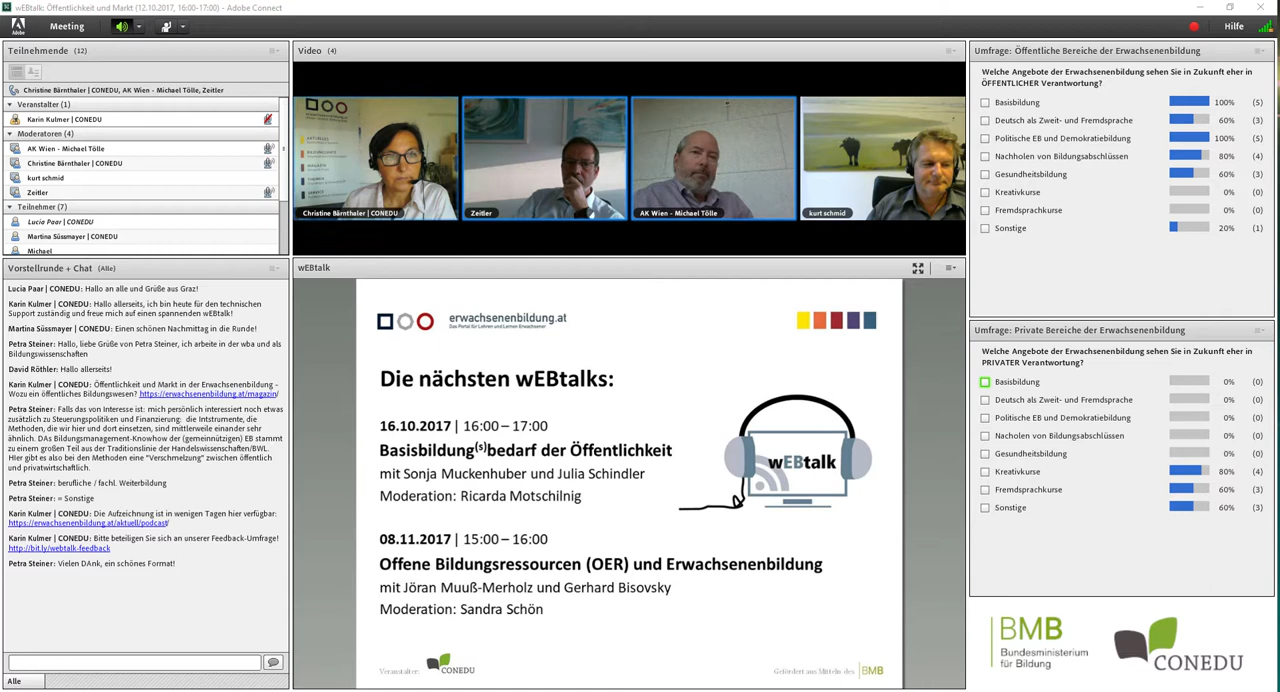 wEBtalk: Öffentlichkeit und Markt (12.10.2017, 16:00-17:00) - Adobe Connect
Adobe
Meeting
Hilfe
Teilnehmende (12)
Christine Bärnthaler | CONEDU, AK Wien - Michael Tölle, Zeitler
Veranstalter (1)
Karin Kulmer | CONEDU
Moderatoren (4)
AK Wien - Michael Tölle
Christine Bärnthaler | CONEDU
kurt schmid
Zeitler
Teilnehmer (7)
Lucia Paar | CONEDU
Martina Süssmayer | CONEDU
Michael
Vorstellrunde + Chat (Alle)
Lucia Paar | CONEDU: Hallo an alle und Grüße aus Graz!
Karin Kulmer | CONEDU: Hallo allerseits, ich bin heute für den technischen
Support zuständig und freue mich auf einen spannenden wEBtalk!
Martina Süssmayer | CONEDU: Einen schönen Nachmittag in die Runde!
Petra Steiner: Hallo, liebe Grüße von Petra Steiner, ich arbeite in der wba und als
Bildungswissenschaften
David Röthler: Hallo allerseits!
Karin Kulmer | CONEDU: Öffentlichkeit und Markt in der Erwachsenenbildung -
Wozu ein öffentliches Bildungswesen? https://erwachsenenbildung.at/magazin/
Petra Steiner: Falls das von Interesse ist: mich persönlich interessiert noch etwas
zusätzlich zu Steuerungspolitiken und Finanzierung: die Intstrumente, die
Methoden, die wir hier und dort einsetzen, sind mittlerweile einander sehr
ähnlich. DAs Bildungsmanagement-Knowhow der (gemeinnützigen) EB stammt
zu einem großen Teil aus der Traditionslinie der Handelswissenschaften/BWL.
Hier gibt es also bei den Methoden eine "Verschmelzung" zwischen öffentlich
und privatwirtschaftlich.
Petra Steiner: berufliche / fachl. Weiterbildung
Petra Steiner: = Sonstige
Karin Kulmer | CONEDU: Die Aufzeichnung ist in wenigen Tagen hier verfügbar:
https://erwachsenenbildung.at/aktuell/podcast/
Karin Kulmer | CONEDU: Bitte beteiligen Sie sich an unserer Feedback-Umfrage!
http://bit.ly/webtalk-feedback
Petra Steiner: Vielen DAnk, ein schönes Format!
Alle
Video (4)
Christine Bärnthaler | CONEDU
Zeitler
AK Wien - Michael Tölle
kurt schmid
wEBtalk
erwachsenenbildung.at
Das Portal für Lehren und Lernen Erwachsener
Die nächsten wEBtalks:
16.10.2017 | 16:00 – 17:00
Basisbildung(s)bedarf der Öffentlichkeit
mit Sonja Muckenhuber und Julia Schindler
Moderation: Ricarda Motschilnig
wEBtalk
08.11.2017 | 15:00 – 16:00
Offene Bildungsressourcen (OER) und Erwachsenenbildung
mit Jöran Muuß-Merholz und Gerhard Bisovsky
Moderation: Sandra Schön
Veranstalter: CONEDU
Gefördert aus Mitteln des BMB
Umfrage: Öffentliche Bereiche der Erwachsenenbildung
Welche Angebote der Erwachsenenbildung sehen Sie in Zukunft eher in
ÖFFENTLICHER Verantwortung?
Basisbildung 100% (5)
Deutsch als Zweit- und Fremdsprache 60% (3)
Politische EB und Demokratiebildung 100% (5)
Nachholen von Bildungsabschlüssen 80% (4)
Gesundheitsbildung 60% (3)
Kreativkurse 0% (0)
Fremdsprachkurse 0% (0)
Sonstige 20% (1)
Umfrage: Private Bereiche der Erwachsenenbildung
Welche Angebote der Erwachsenenbildung sehen Sie in Zukunft eher in
PRIVATER Verantwortung?
Basisbildung 0% (0)
Deutsch als Zweit- und Fremdsprache 0% (0)
Politische EB und Demokratiebildung 0% (0)
Nacholen von Bildungsabschlüssen 0% (0)
Gesundheitsbildung 0% (0)
Kreativkurse 80% (4)
Fremdsprachkurse 60% (3)
Sonstige 60% (3)
BMB
Bundesministerium
für Bildung
CONEDU